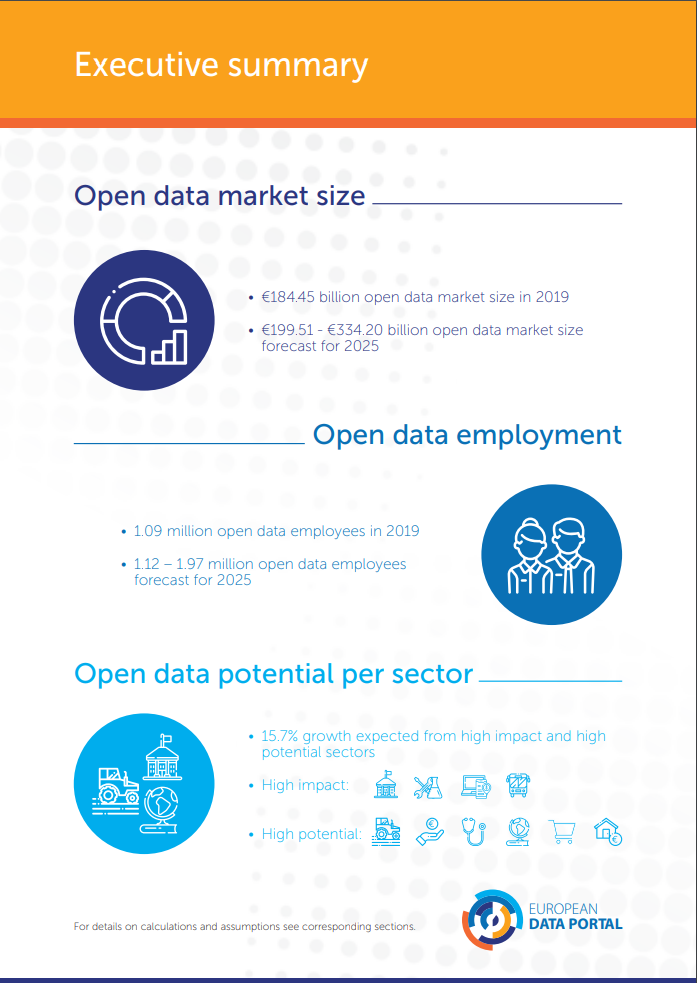 Executive summary
Open data market size
• €184.45 billion open data market size in 2019
• €199.51 - €334.20 billion open data market size
forecast for 2025
Open data employment
• 1.09 million open data employees in 2019
• 1.12 – 1.97 million open data employees
forecast for 2025
Open data potential per sector
• 15.7% growth expected from high impact and high
potential sectors
• High impact:
• High potential:
For details on calculations and assumptions see corresponding sections.
EUROPEAN
DATA PORTAL